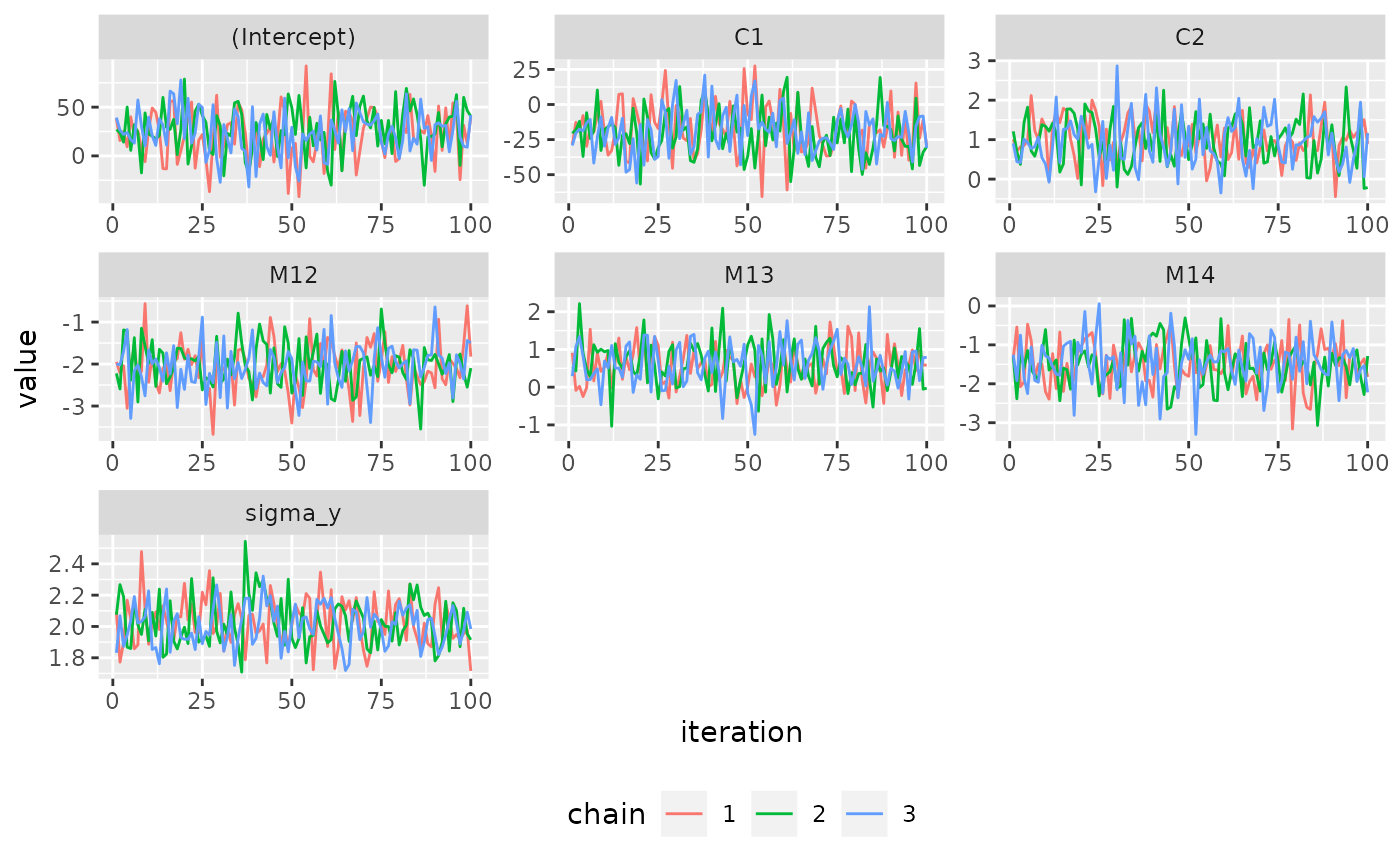 (Intercept) C1 C2
50 0
0 25 50 75 100
25 0 -25 -50
0 25 50 75 100
3 2 1 0
0 25 50 75 100
M12 M13 M14
-1 -2 -3
0 25 50 75 100
2 1 0 -1
0 25 50 75 100
0 -1 -2 -3
0 25 50 75 100
value
sigma_y
2.4 2.2 2.0 1.8
0 25 50 75 100
iteration
chain 1 2 3